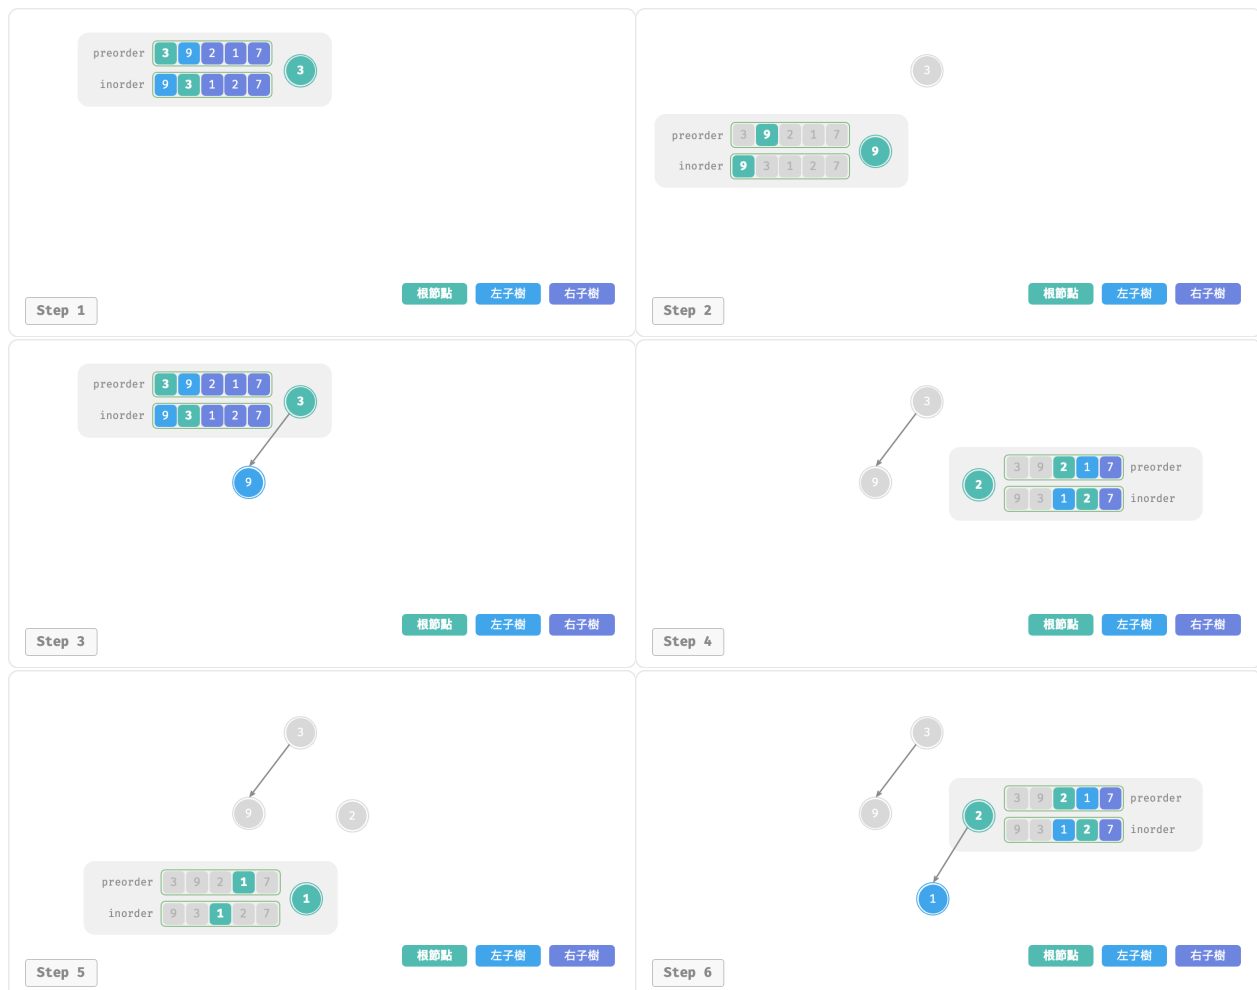 preorder 3 9 2 1 7
3
inorder 9 3 1 2 7
根節點 左子樹 右子樹
Step 1
3
preorder 3 9 2 1 7
9
inorder 9 3 1 2 7
根節點 左子樹 右子樹
Step 2
preorder 3 9 2 1 7
3
inorder 9 3 1 2 7
9
根節點 左子樹 右子樹
Step 3
3
9
3 9 2 1 7 preorder
2
9 3 1 2 7 inorder
根節點 左子樹 右子樹
Step 4
3
9
2
preorder 3 9 2 1 7
1
inorder 9 3 1 2 7
根節點 左子樹 右子樹
Step 5
3
9
3 9 2 1 7 preorder
2
9 3 1 2 7 inorder
1
根節點 左子樹 右子樹
Step 6